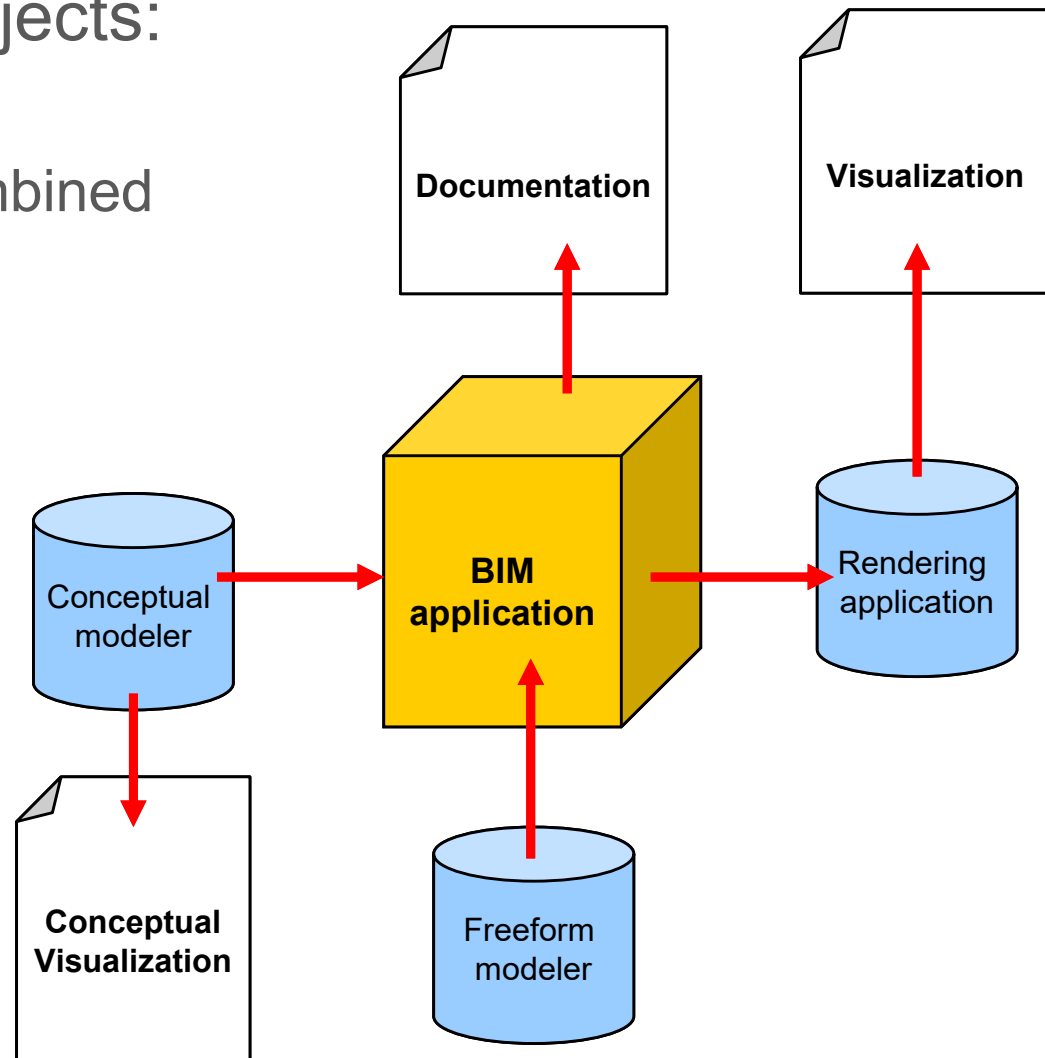 jects:
nbined
Documentation
Visualization
BIM
application
Conceptual
modeler
Rendering
application
Conceptual
Visualization
Freeform
modeler